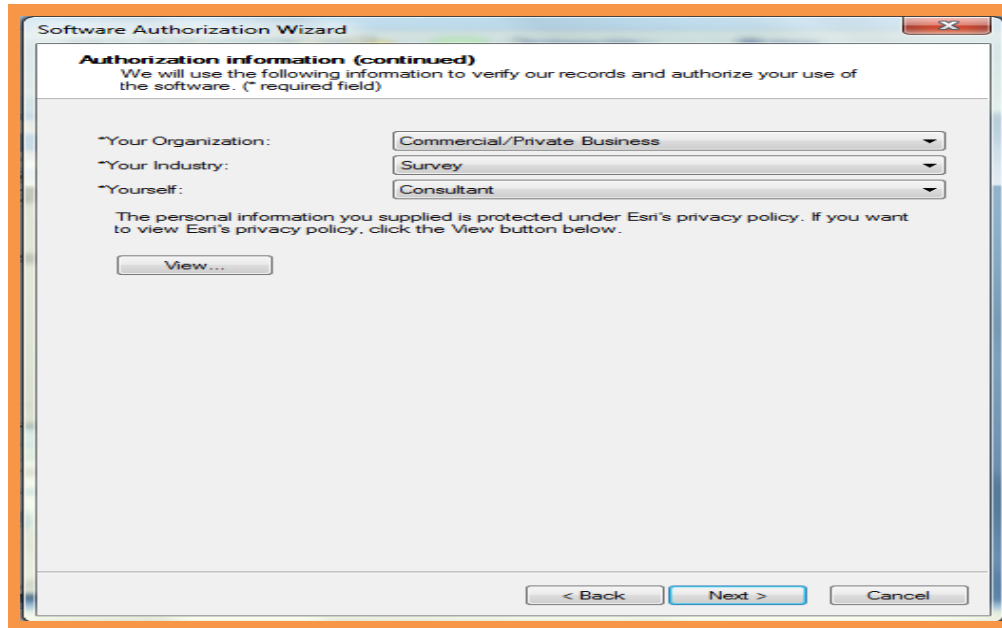 Software Authorization Wizard
Authorization information (continued)
We will use the following information to verify our records and authorize your use of
the software. (* required field)
*Your Organization: Commercial/Private Business
*Your Industry: Survey
*Yourself: Consultant
The personal information you supplied is protected under Esri's privacy policy. If you want
to view Esri's privacy policy, click the View button below.
View...
< Back Next > Cancel